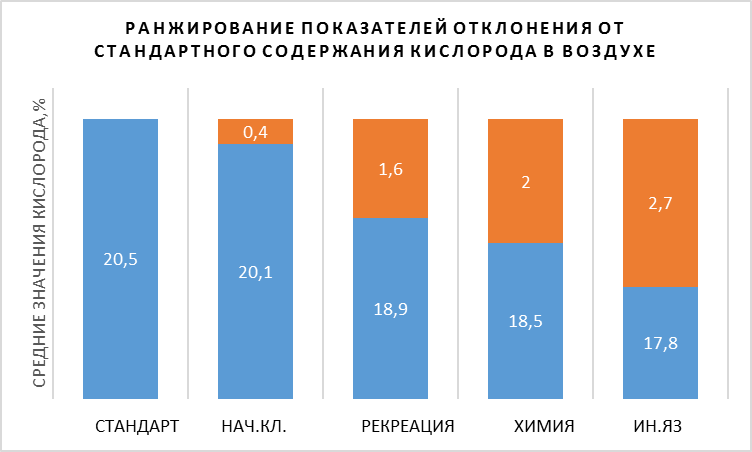 РАНЖИРОВАНИЕ ПОКАЗАТЕЛЕЙ ОТКЛОНЕНИЯ ОТ
СТАНДАРТНОГО СОДЕРЖАНИЯ КИСЛОРОДА В ВОЗДУХЕ
СРЕДНИЕ ЗНАЧЕНИЯ КИСЛОРОДА,%
0,4
1,6
2
2,7
20,5
20,1
18,9
18,5
17,8
СТАНДАРТ
НАЧ.КЛ.
РЕКРЕАЦИЯ
ХИМИЯ
ИН.ЯЗ